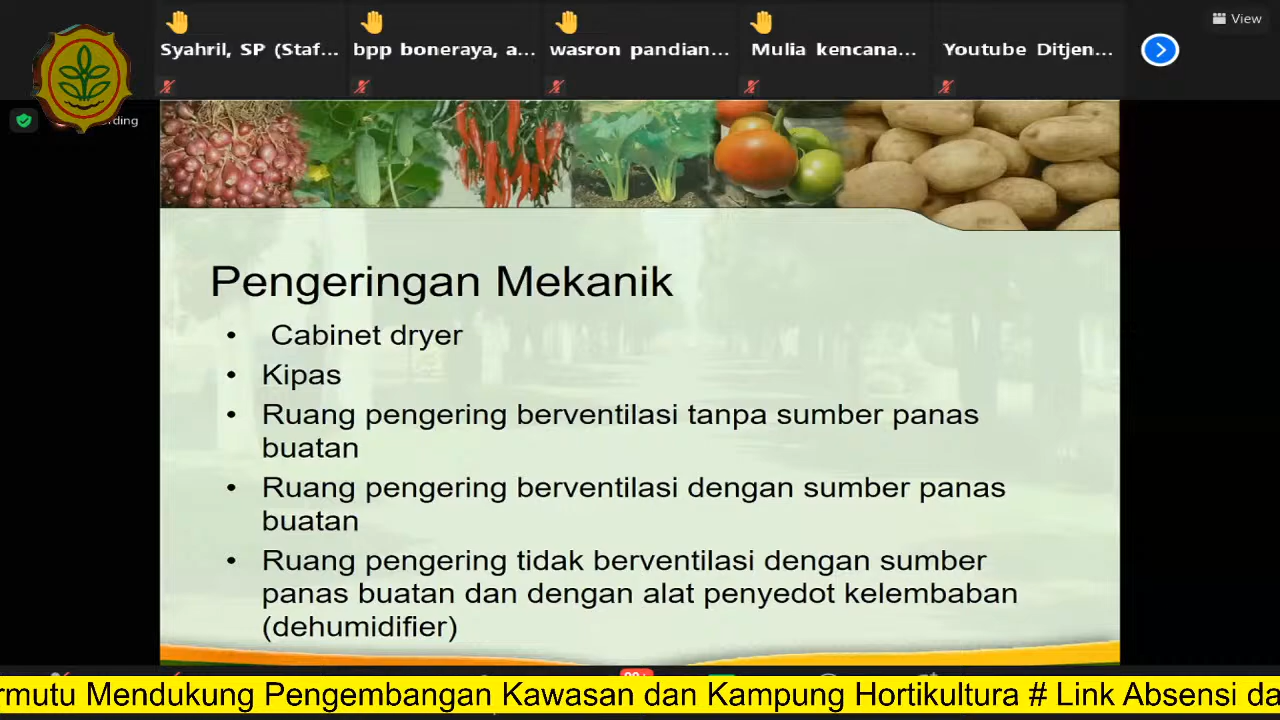 View
Syahril, SP (Staf...
bpp boneraya, a...
wasron pandian...
Mulia kencana...
Youtube Ditjen...
Pengeringan Mekanik
• Cabinet dryer
• Kipas
• Ruang pengering berventilasi tanpa sumber panas
buatan
• Ruang pengering berventilasi dengan sumber panas
buatan
• Ruang pengering tidak berventilasi dengan sumber
panas buatan dan dengan alat penyedot kelembaban
(dehumidifier)
Mendukung Pengembangan Kawasan dan Kampung Hortikultura # Link Absensi